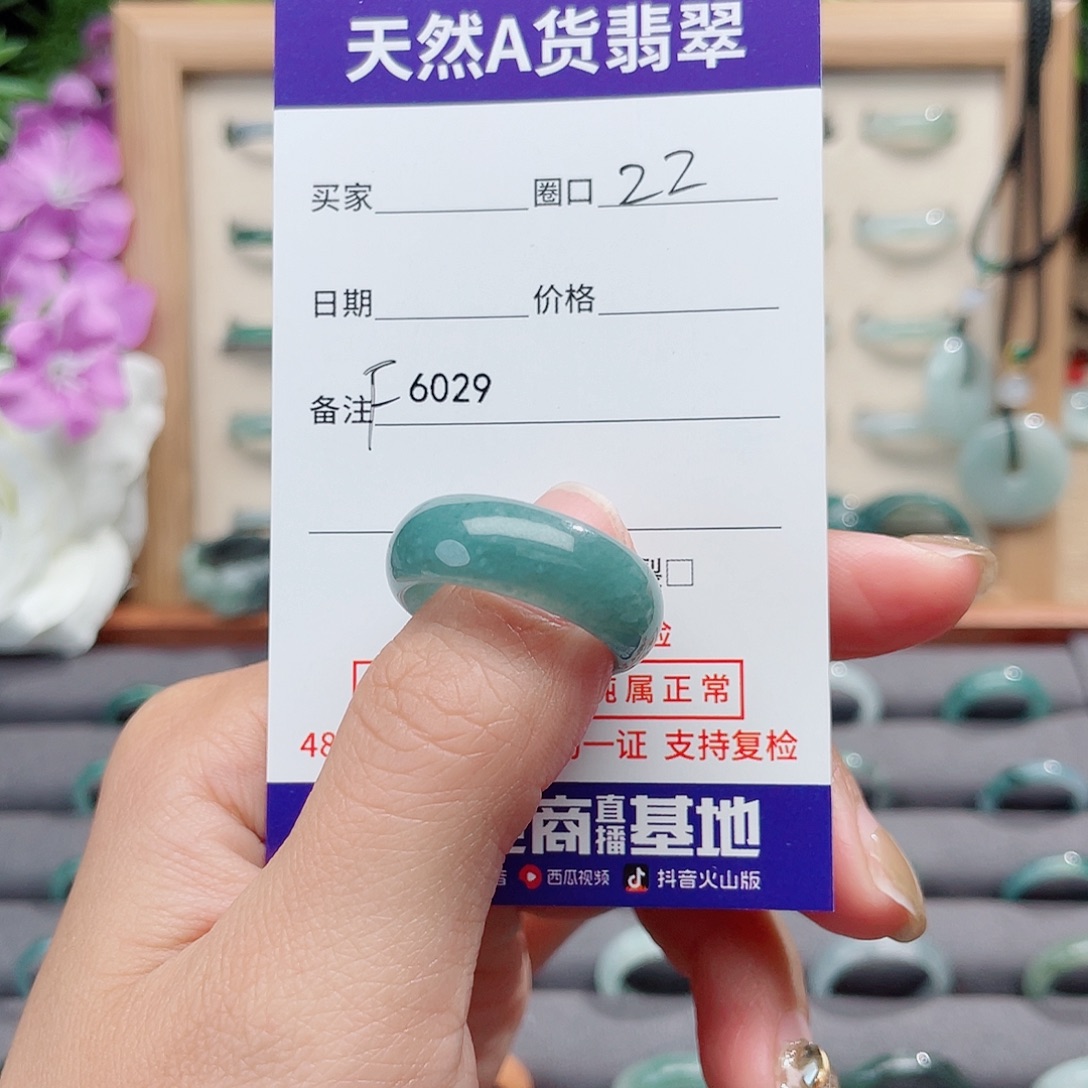 天然A货翡翠
买家 圈口 22
日期 价格
备注 F 6029
属正常
48 一证 支持复检
商直播基地
西瓜视频 抖音火山版